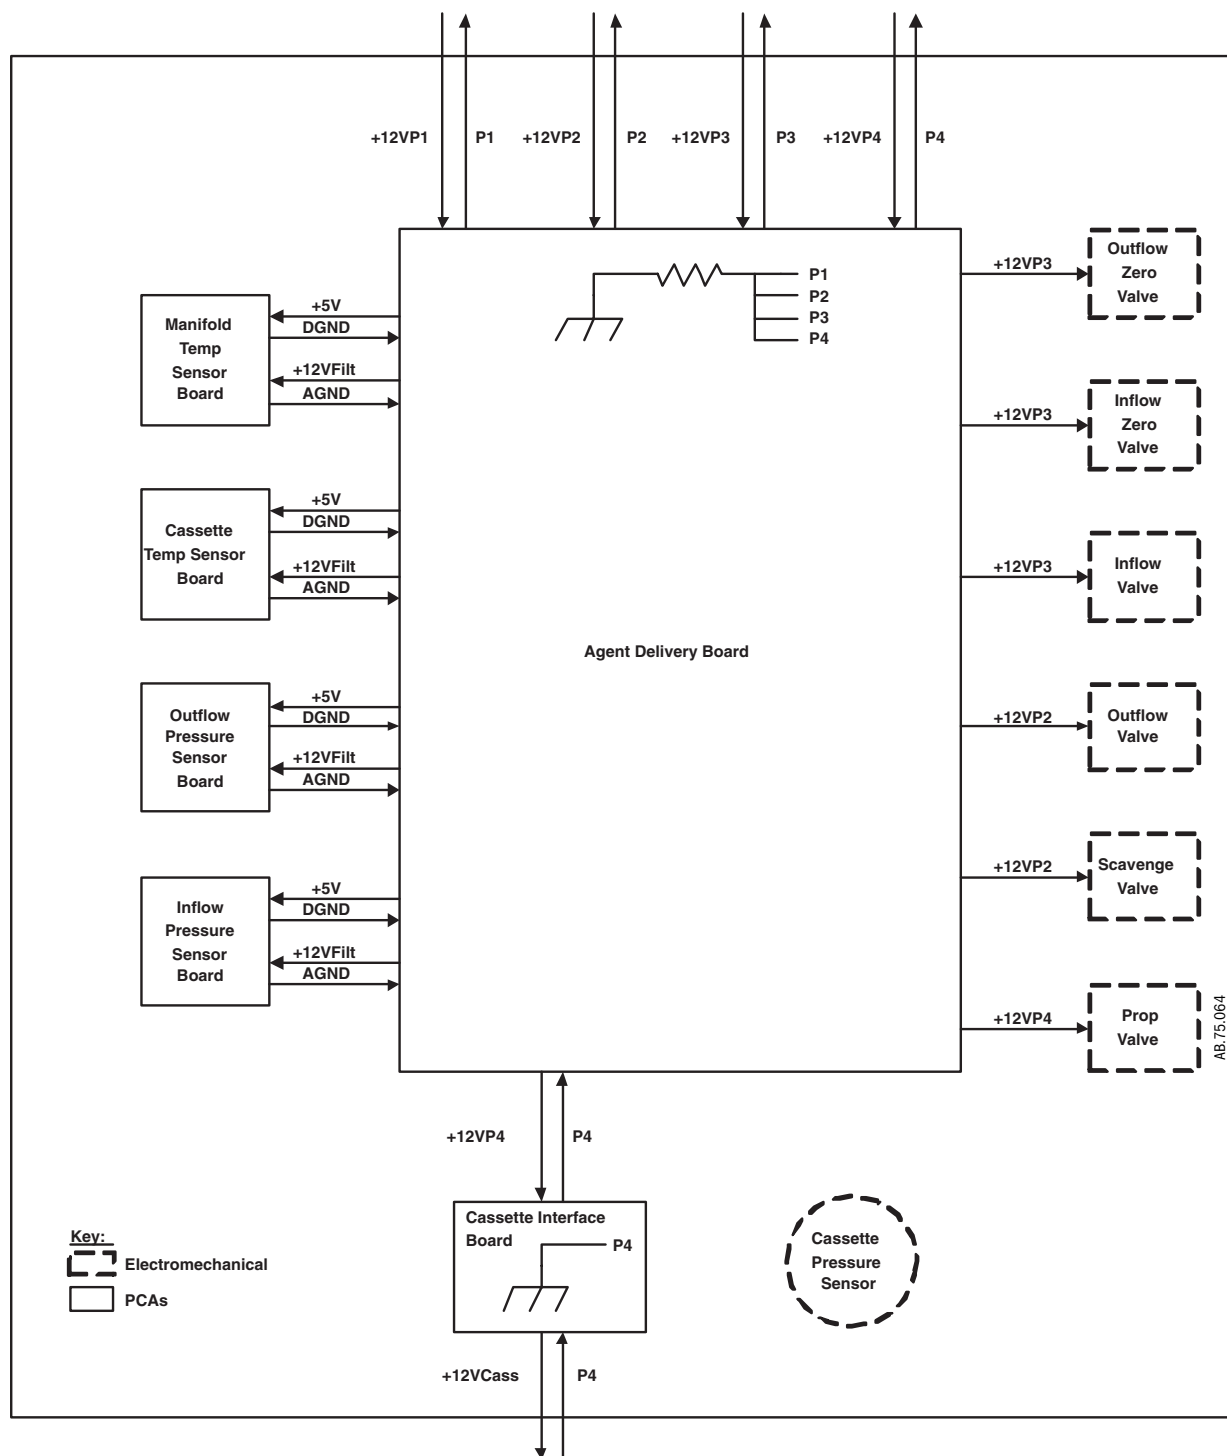 +12VP1 P1 +12VP2 P2 +12VP3 P3 +12VP4 P4
P1
P2
P3
P4
Manifold
Temp
Sensor
Board
+5V
DGND
+12VFilt
AGND
Cassette
Temp Sensor
Board
+5V
DGND
+12VFilt
AGND
Outflow
Pressure
Sensor
Board
+5V
DGND
+12VFilt
AGND
Inflow
Pressure
Sensor
Board
+5V
DGND
+12VFilt
AGND
Agent Delivery Board
+12VP3
Outflow
Zero
Valve
+12VP3
Inflow
Zero
Valve
+12VP3
Inflow
Valve
+12VP2
Outflow
Valve
+12VP2
Scavenge
Valve
+12VP4
Prop
Valve
AB.75.064
+12VP4 P4
Cassette Interface
Board
P4
+12VCass P4
Cassette
Pressure
Sensor
Key:
Electromechanical
PCAs